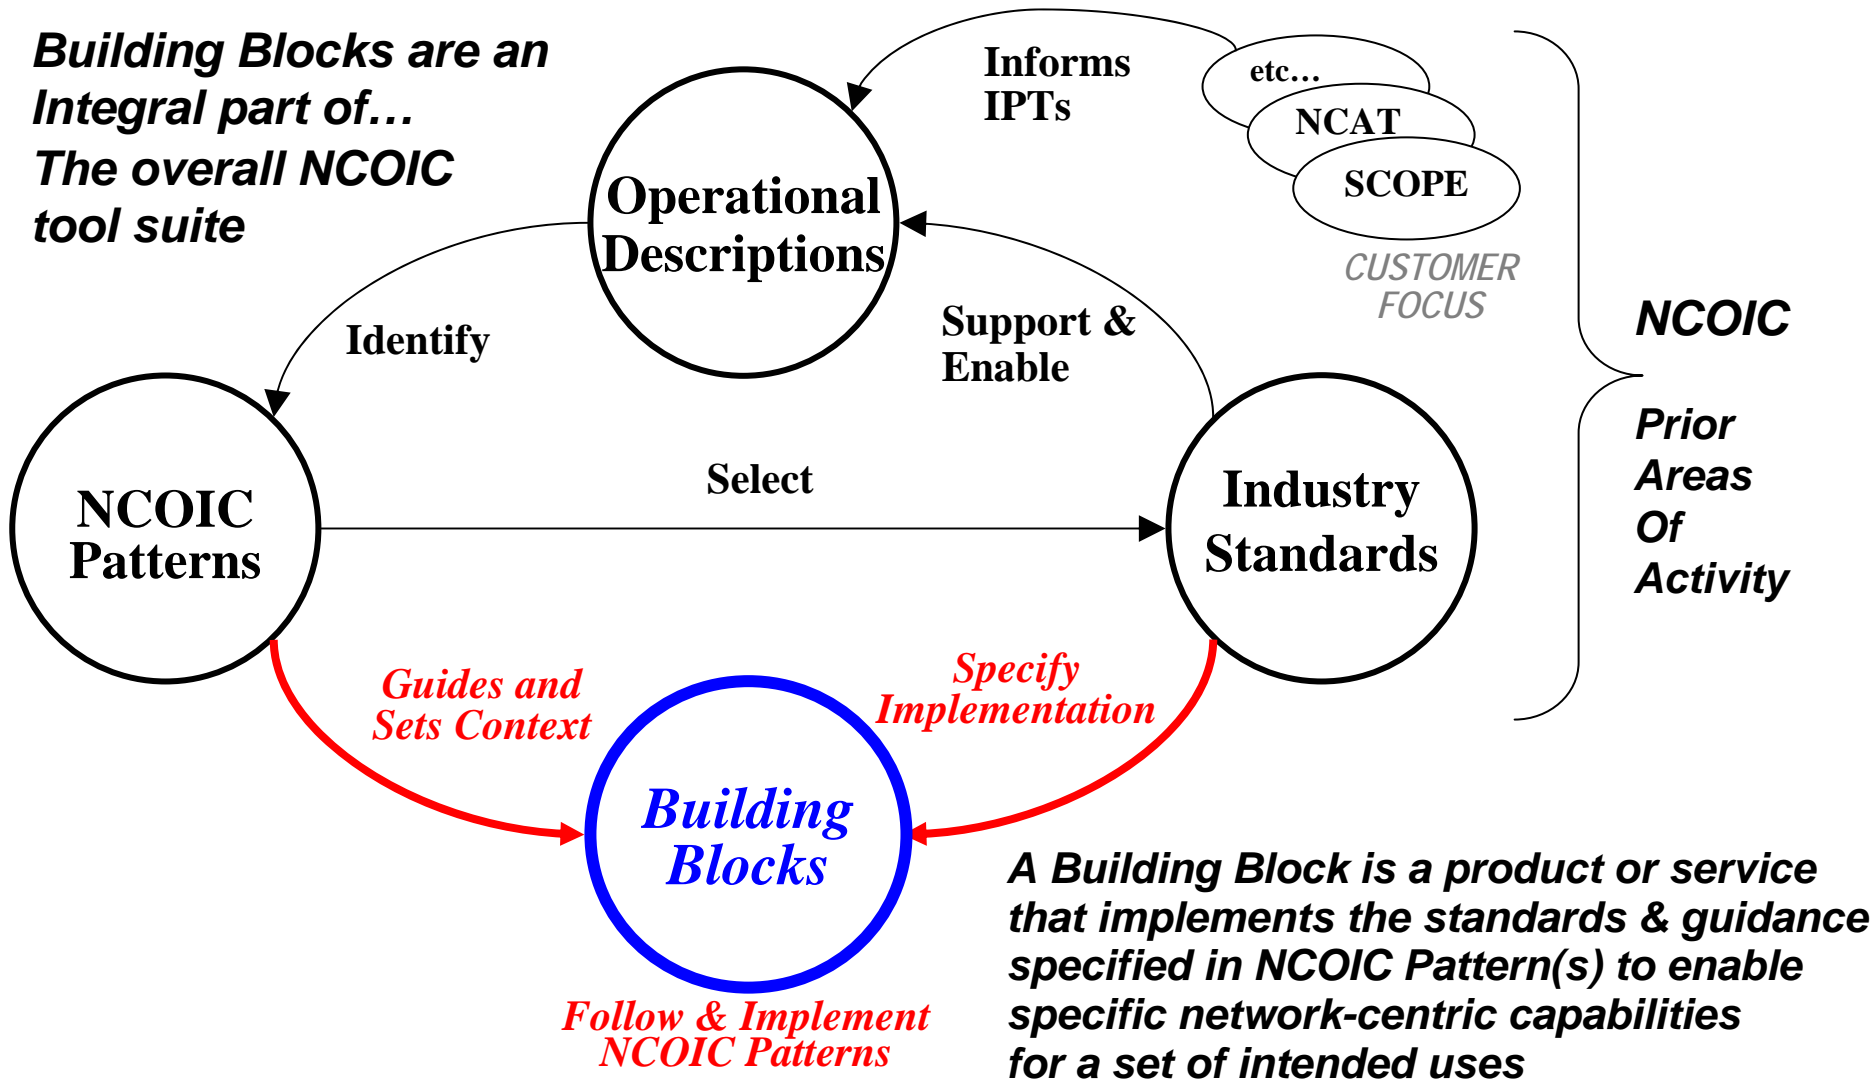 Building Blocks are an
Integral part of…
The overall NCOIC
tool suite
Informs
IPTs
etc…
NCAT
SCOPE
CUSTOMER
FOCUS
Operational
Descriptions
Identify
Support &
Enable
NCOIC
Prior
Areas
Of
Activity
NCOIC
Patterns
Select
Industry
Standards
Guides and
Sets Context
Specify
Implementation
Building
Blocks
Follow & Implement
NCOIC Patterns
A Building Block is a product or service
that implements the standards & guidance
specified in NCOIC Pattern(s) to enable
specific network-centric capabilities
for a set of intended uses